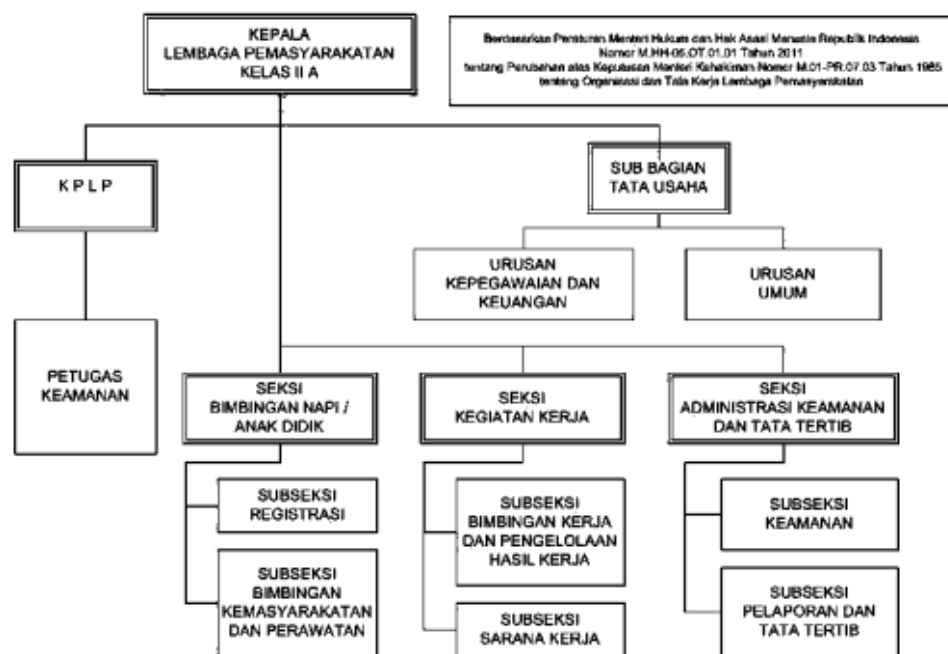 KEPALA
LEMBAGA PEMASYARAKATAN
KELAS II A
Berdasarkan Peraturan Menteri Hukum dan Hak Asasi Manusia Republik Indonesia
Nomor M.HH-05.OT.01.01 Tahun 2011
tentang Perubahan atas Keputusan Menteri Kehakiman Nomor M.01-PR.07.03 Tahun 1985
tentang Organisasi dan Tata Kerja Lembaga Pemasyarakatan
K P L P
SUB BAGIAN
TATA USAHA
URUSAN
KEPEGAWAIAN DAN
KEUANGAN
URUSAN
UMUM
PETUGAS
KEAMANAN
SEKSI
BIMBINGAN NAPI /
ANAK DIDIK
SEKSI
KEGIATAN KERJA
SEKSI
ADMINISTRASI KEAMANAN
DAN TATA TERTIB
SUBSEKSI
REGISTRASI
SUBSEKSI
BIMBINGAN
KEMASYARAKATAN
DAN PERAWATAN
SUBSEKSI
BIMBINGAN KERJA
DAN PENGELOLAAN
HASIL KERJA
SUBSEKSI
SARANA KERJA
SUBSEKSI
KEAMANAN
SUBSEKSI
PELAPORAN DAN
TATA TERTIB